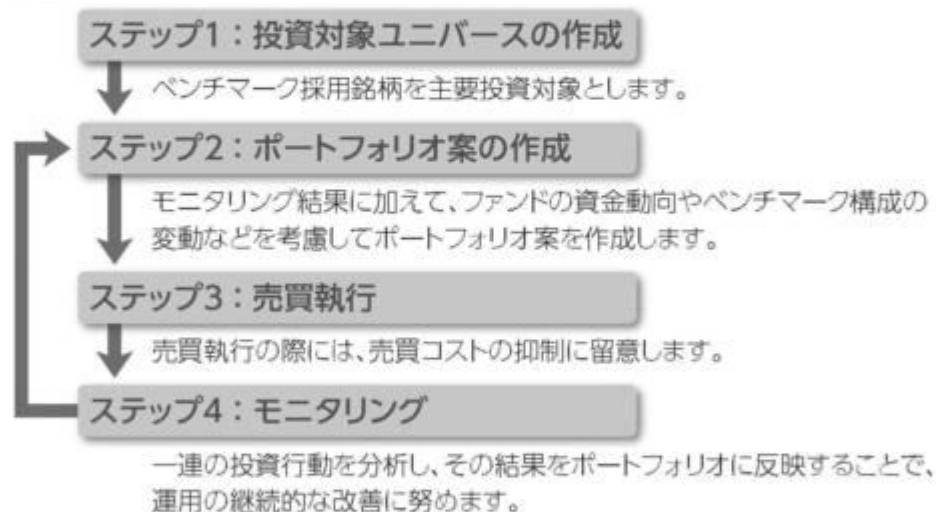 ステップ1：投資対象ユニバースの作成
ベンチマーク採用銘柄を主要投資対象とします。
ステップ2：ポートフォリオ案の作成
モニタリング結果に加えて、ファンドの資金動向やベンチマーク構成の
変動などを考慮してポートフォリオ案を作成します。
ステップ3：売買執行
売買執行の際には、売買コストの抑制に留意します。
ステップ4：モニタリング
一連の投資行動を分析し、その結果をポートフォリオに反映することで、
運用の継続的な改善に努めます。